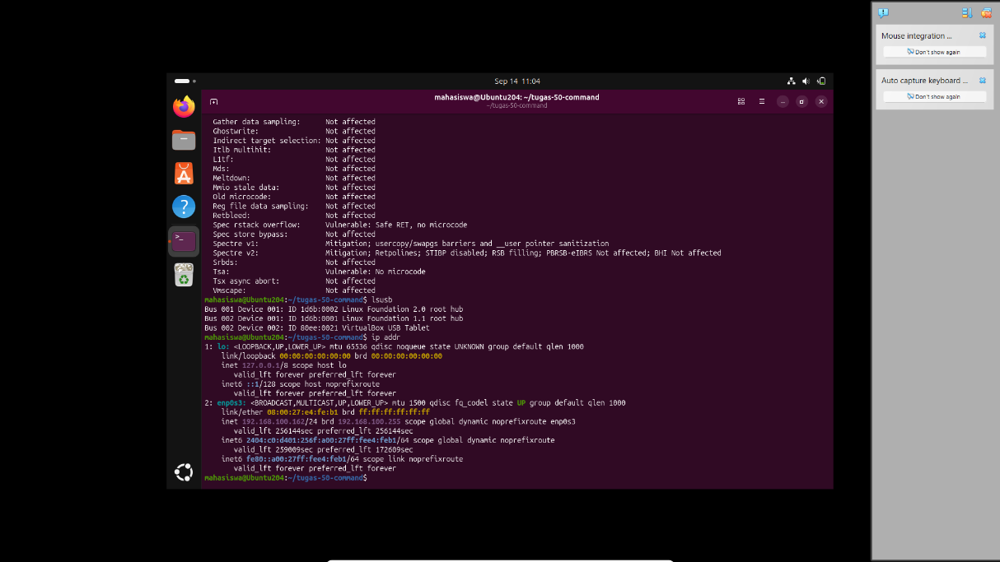 Sep 14 11:04
mahasiswa@Ubuntu204: ~/tugas-50-command
~/tugas-50-command
Gather data sampling: Not affected
Ghostwrite: Not affected
Indirect target selection: Not affected
Itlb multihit: Not affected
L1tf: Not affected
Mds: Not affected
Meltdown: Not affected
Mmio stale data: Not affected
Old microcode: Not affected
Reg file data sampling: Not affected
Retbleed: Not affected
Spec rstack overflow: Vulnerable: Safe RET, no microcode
Spec store bypass: Not affected
Spectre v1: Mitigation; usercopy/swapgs barriers and __user pointer sanitization
Spectre v2: Mitigation; Retpolines; STIBP disabled; RSB filling; PBRSB-eIBRS Not affected; BHI Not affected
Srbds: Not affected
Tsa: Vulnerable: No microcode
Tsx async abort: Not affected
Vmscape: Not affected
mahasiswa@Ubuntu204:~/tugas-50-command$ lsusb
Bus 001 Device 001: ID 1d6b:0002 Linux Foundation 2.0 root hub
Bus 002 Device 001: ID 1d6b:0001 Linux Foundation 1.1 root hub
Bus 002 Device 002: ID 80ee:0021 VirtualBox USB Tablet
mahasiswa@Ubuntu204:~/tugas-50-command$ ip addr
1: lo: <LOOPBACK,UP,LOWER_UP> mtu 65536 qdisc noqueue state UNKNOWN group default qlen 1000
link/loopback 00:00:00:00:00:00 brd 00:00:00:00:00:00
inet 127.0.0.1/8 scope host lo
valid_lft forever preferred_lft forever
inet6 ::1/128 scope host noprefixroute
valid_lft forever preferred_lft forever
2: enp0s3: <BROADCAST,MULTICAST,UP,LOWER_UP> mtu 1500 qdisc fq_codel state UP group default qlen 1000
link/ether 08:00:27:e4:fe:b1 brd ff:ff:ff:ff:ff:ff
inet 192.168.100.162/24 brd 192.168.100.255 scope global dynamic noprefixroute enp0s3
valid_lft 256144sec preferred_lft 256144sec
inet6 2404:c0:d401:256f:a00:27ff:fee4:feb1/64 scope global dynamic noprefixroute
valid_lft 259009sec preferred_lft 172609sec
inet6 fe80::a00:27ff:fee4:feb1/64 scope link noprefixroute
valid_lft forever preferred_lft forever
mahasiswa@Ubuntu204:~/tugas-50-command$
Mouse integration ...
Don't show again
Auto capture keyboard ...
Don't show again